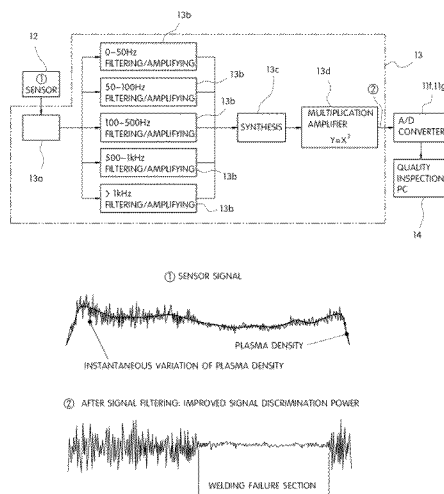 13b
12
① SENSOR
13a
0~50Hz
FILTERING/AMPLIFYING
13b
50-100Hz
FILTERING/AMPLIFYING
13b
100~500Hz
FILTERING/AMPLIFYING
500-1kHz
FILTERING/AMPLIFYING
13b
> 1kHz
FILTERING/AMPLIFYING
13b
13c
SYNTHESIS
13d
MULTIPLICATION
AMPLIFIER
Y=X²
②
13
11f,11g
A/D
CONVERTER
QUALITY
INSPECTION
PC
14
① SENSOR SIGNAL
PLASMA DENSITY
INSTANTANEOUS VARIATION OF PLASMA DENSITY
② AFTER SIGNAL FILTERING: IMPROVED SIGNAL DISCRIMINATION POWER
WELDING FAILURE SECTION